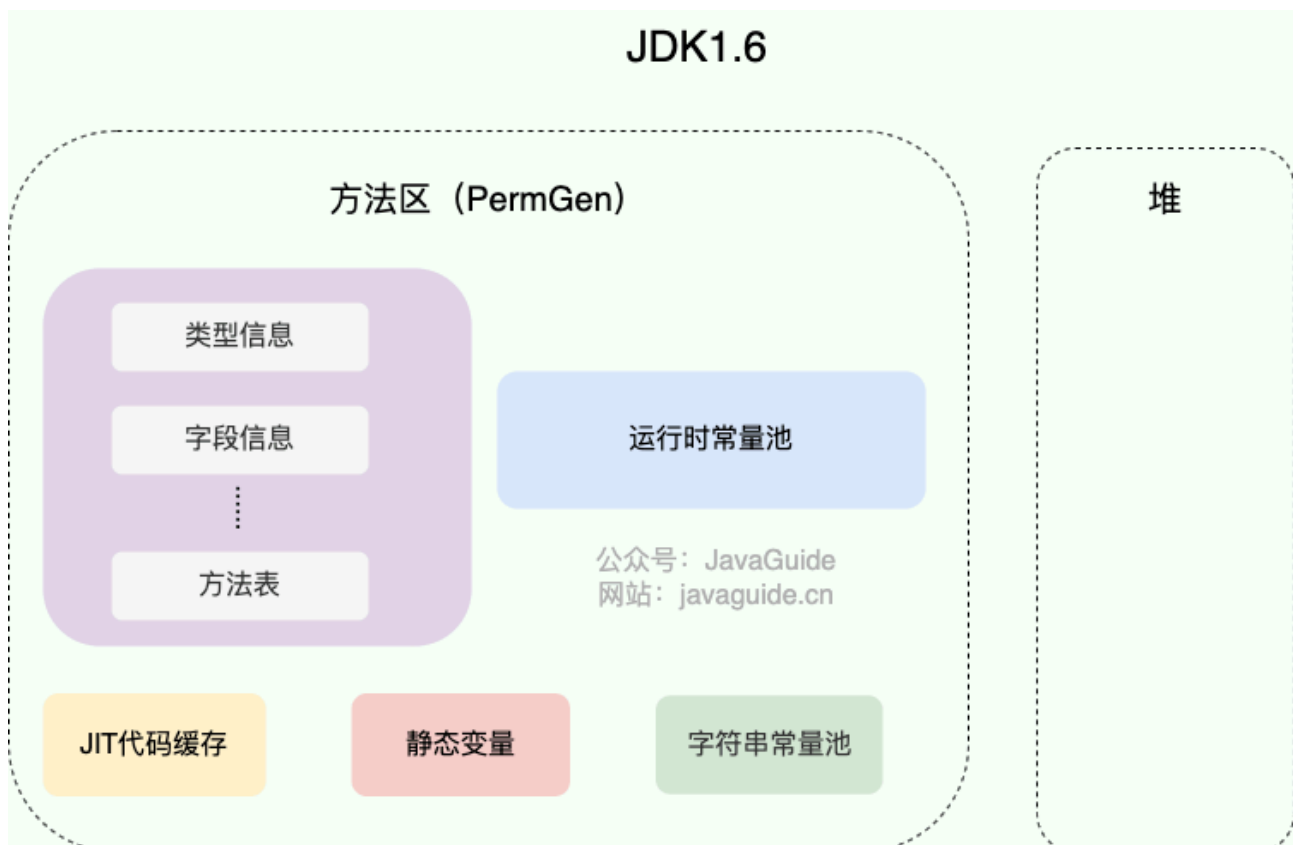 JDK1.6
方法区（PermGen）
堆
类型信息
字段信息
方法表
运行时常量池
公众号：JavaGuide
网站：javaguide.cn
JIT代码缓存
静态变量
字符串常量池